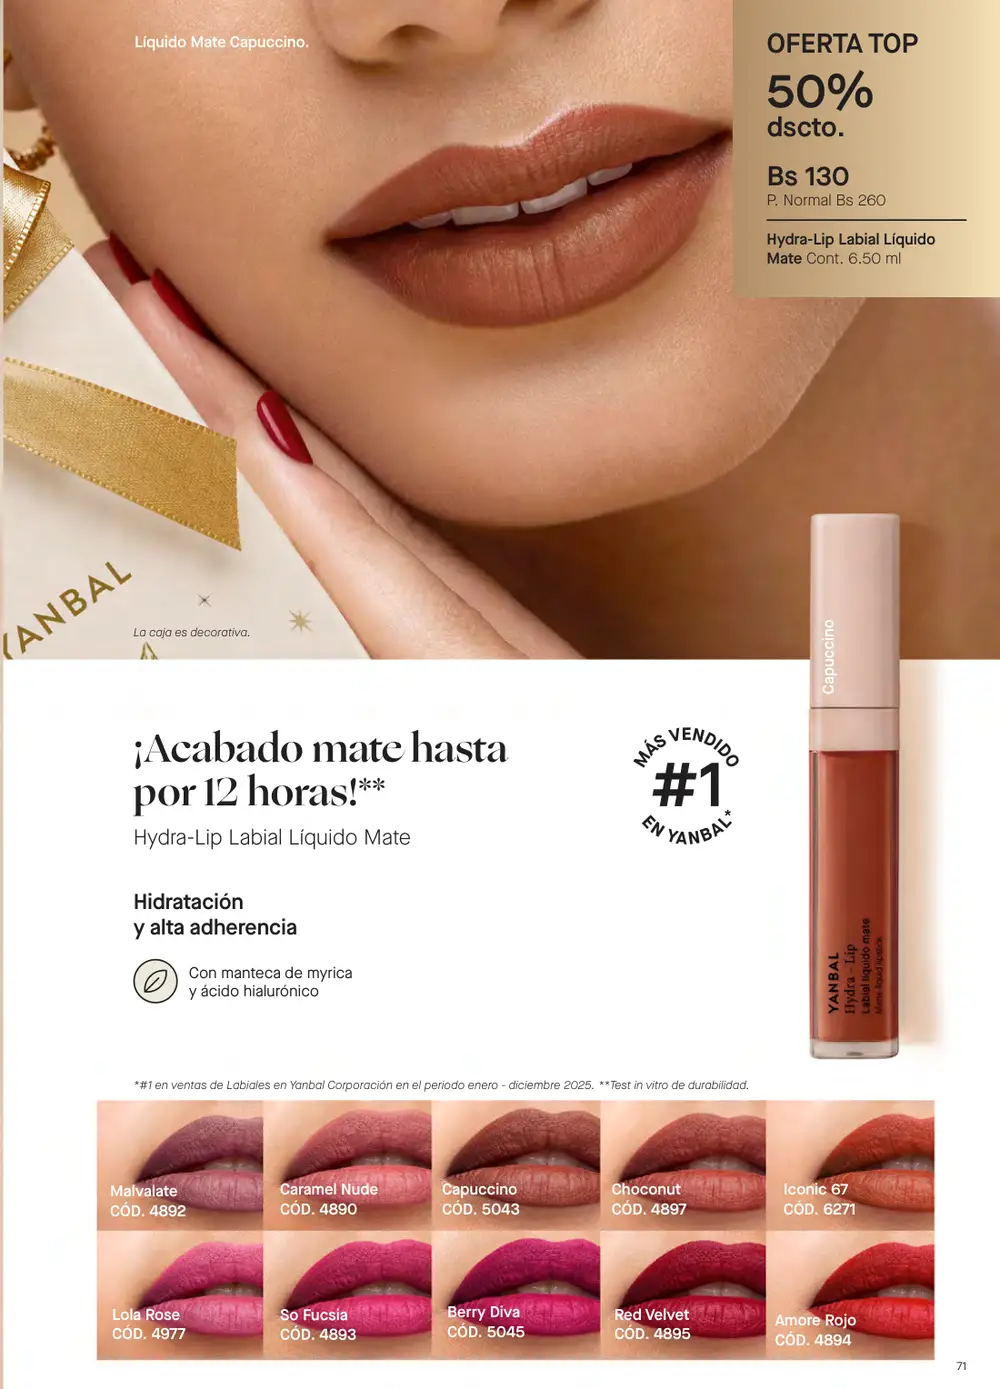 Líquido Mate Capuccino.
OFERTA TOP
50%
dscto.
Bs 130
P. Normal Bs 260
Hydra-Lip Labial Líquido
Mate Cont. 6.50 ml
YANBAL
La caja es decorativa.
Capuccino
¡Acabado mate hasta
por 12 horas!**
Hydra-Lip Labial Líquido Mate
MÁS VENDIDO
#1
EN YANBAL*
Hidratación
y alta adherencia
Con manteca de myrica
y ácido hialurónico
YANBAL
Hydra - Lip
Labial líquido mate
Matte liquid lipstick
*#1 en ventas de Labiales en Yanbal Corporación en el periodo enero - diciembre 2025. **Test in vitro de durabilidad.
Malvalate
CÓD. 4892
Caramel Nude
CÓD. 4890
Capuccino
CÓD. 5043
Choconut
CÓD. 4897
Iconic 67
CÓD. 6271
Lola Rose
CÓD. 4977
So Fucsia
CÓD. 4893
Berry Diva
CÓD. 5045
Red Velvet
CÓD. 4895
Amore Rojo
CÓD. 4894
71